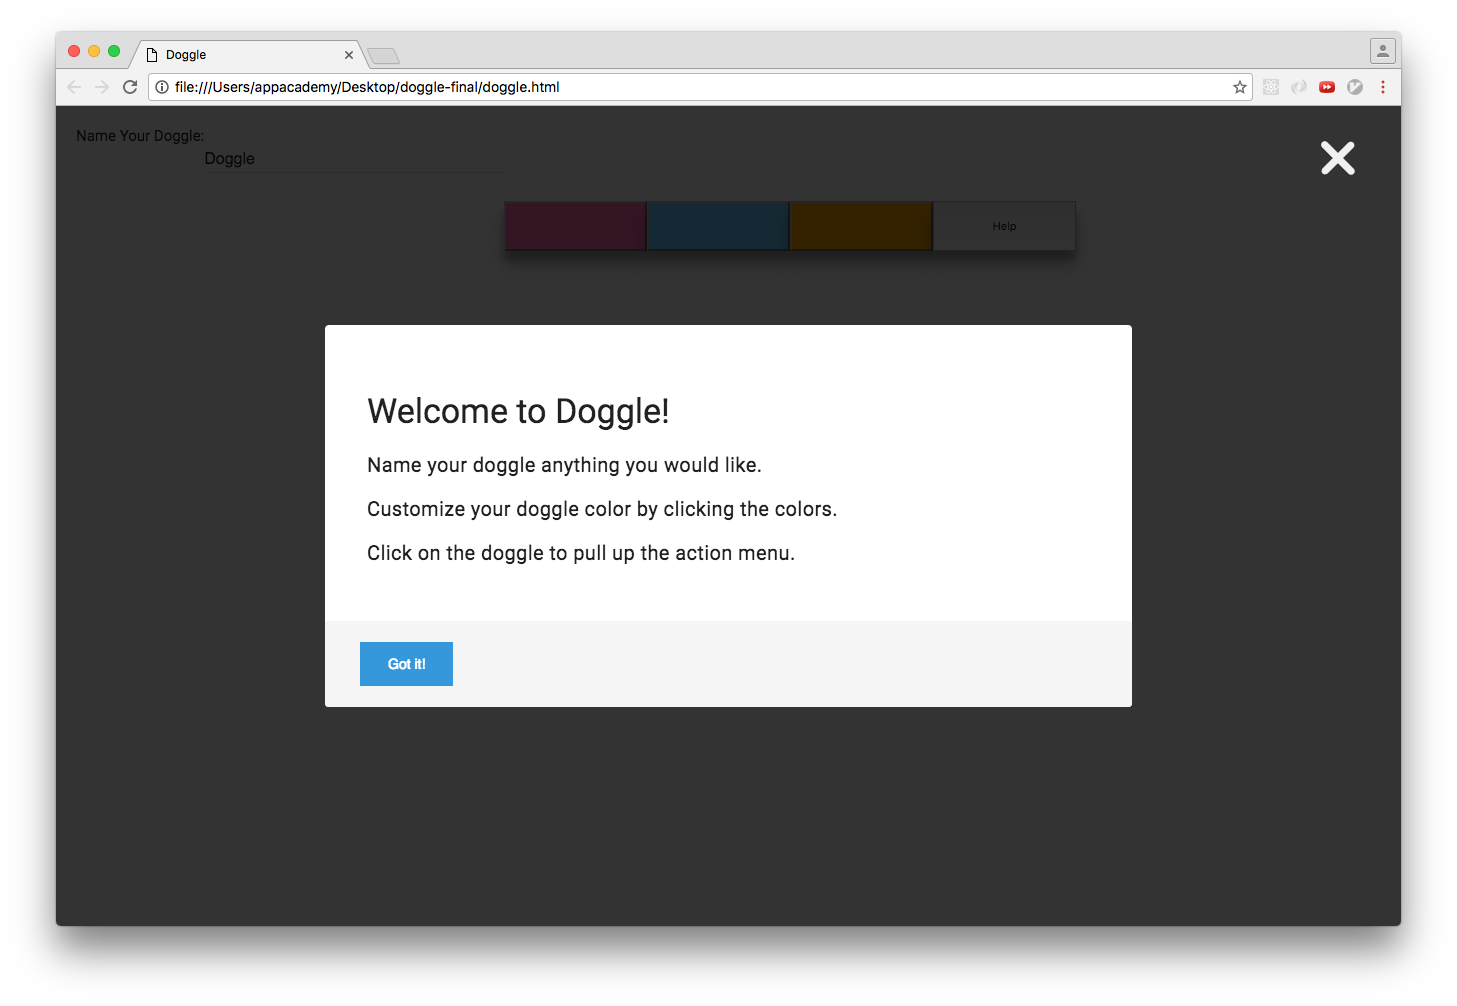 Doggle
file:///Users/appacademy/Desktop/doggle-final/doggle.html
Name Your Doggle:
Doggle
Help
Welcome to Doggle!
Name your doggle anything you would like.
Customize your doggle color by clicking the colors.
Click on the doggle to pull up the action menu.
Got it!